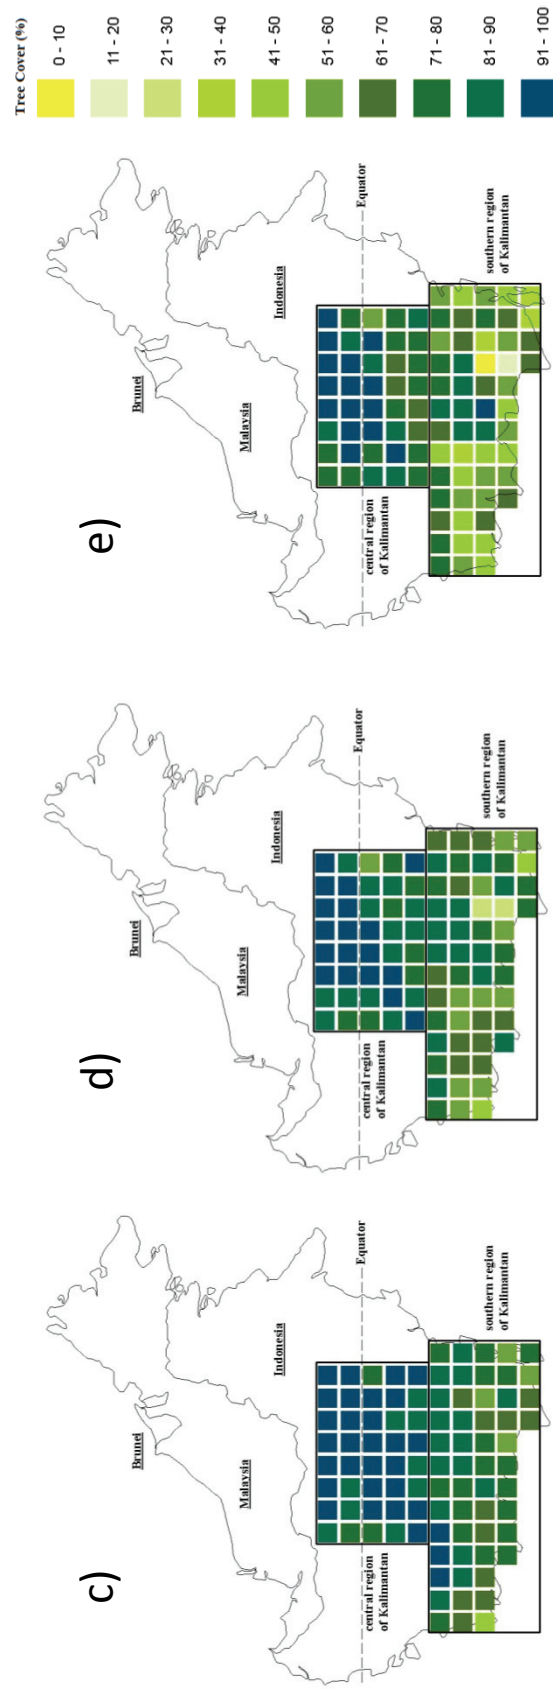 c)
Brunei
Malaysia
Indonesia
Equator
central region
of Kalimantan
southern region
of Kalimantan
d)
Brunei
Malaysia
Indonesia
Equator
central region
of Kalimantan
southern region
of Kalimantan
e)
Brunei
Malaysia
Indonesia
Equator
central region
of Kalimantan
southern region
of Kalimantan
Tree Cover (%)
0 - 10
11 - 20
21 - 30
31 - 40
41 - 50
51 - 60
61 - 70
71 - 80
81 - 90
91 - 100